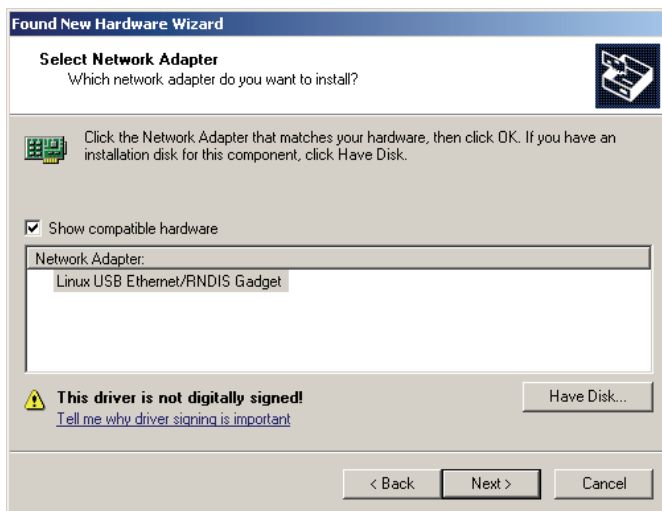 Found New Hardware Wizard
Select Network Adapter
Which network adapter do you want to install?
Click the Network Adapter that matches your hardware, then click OK. If you have an
installation disk for this component, click Have Disk.
Show compatible hardware
Network Adapter:
Linux USB Ethernet/RNDIS Gadget
This driver is not digitally signed!
Tell me why driver signing is important
Have Disk...
< Back
Next >
Cancel